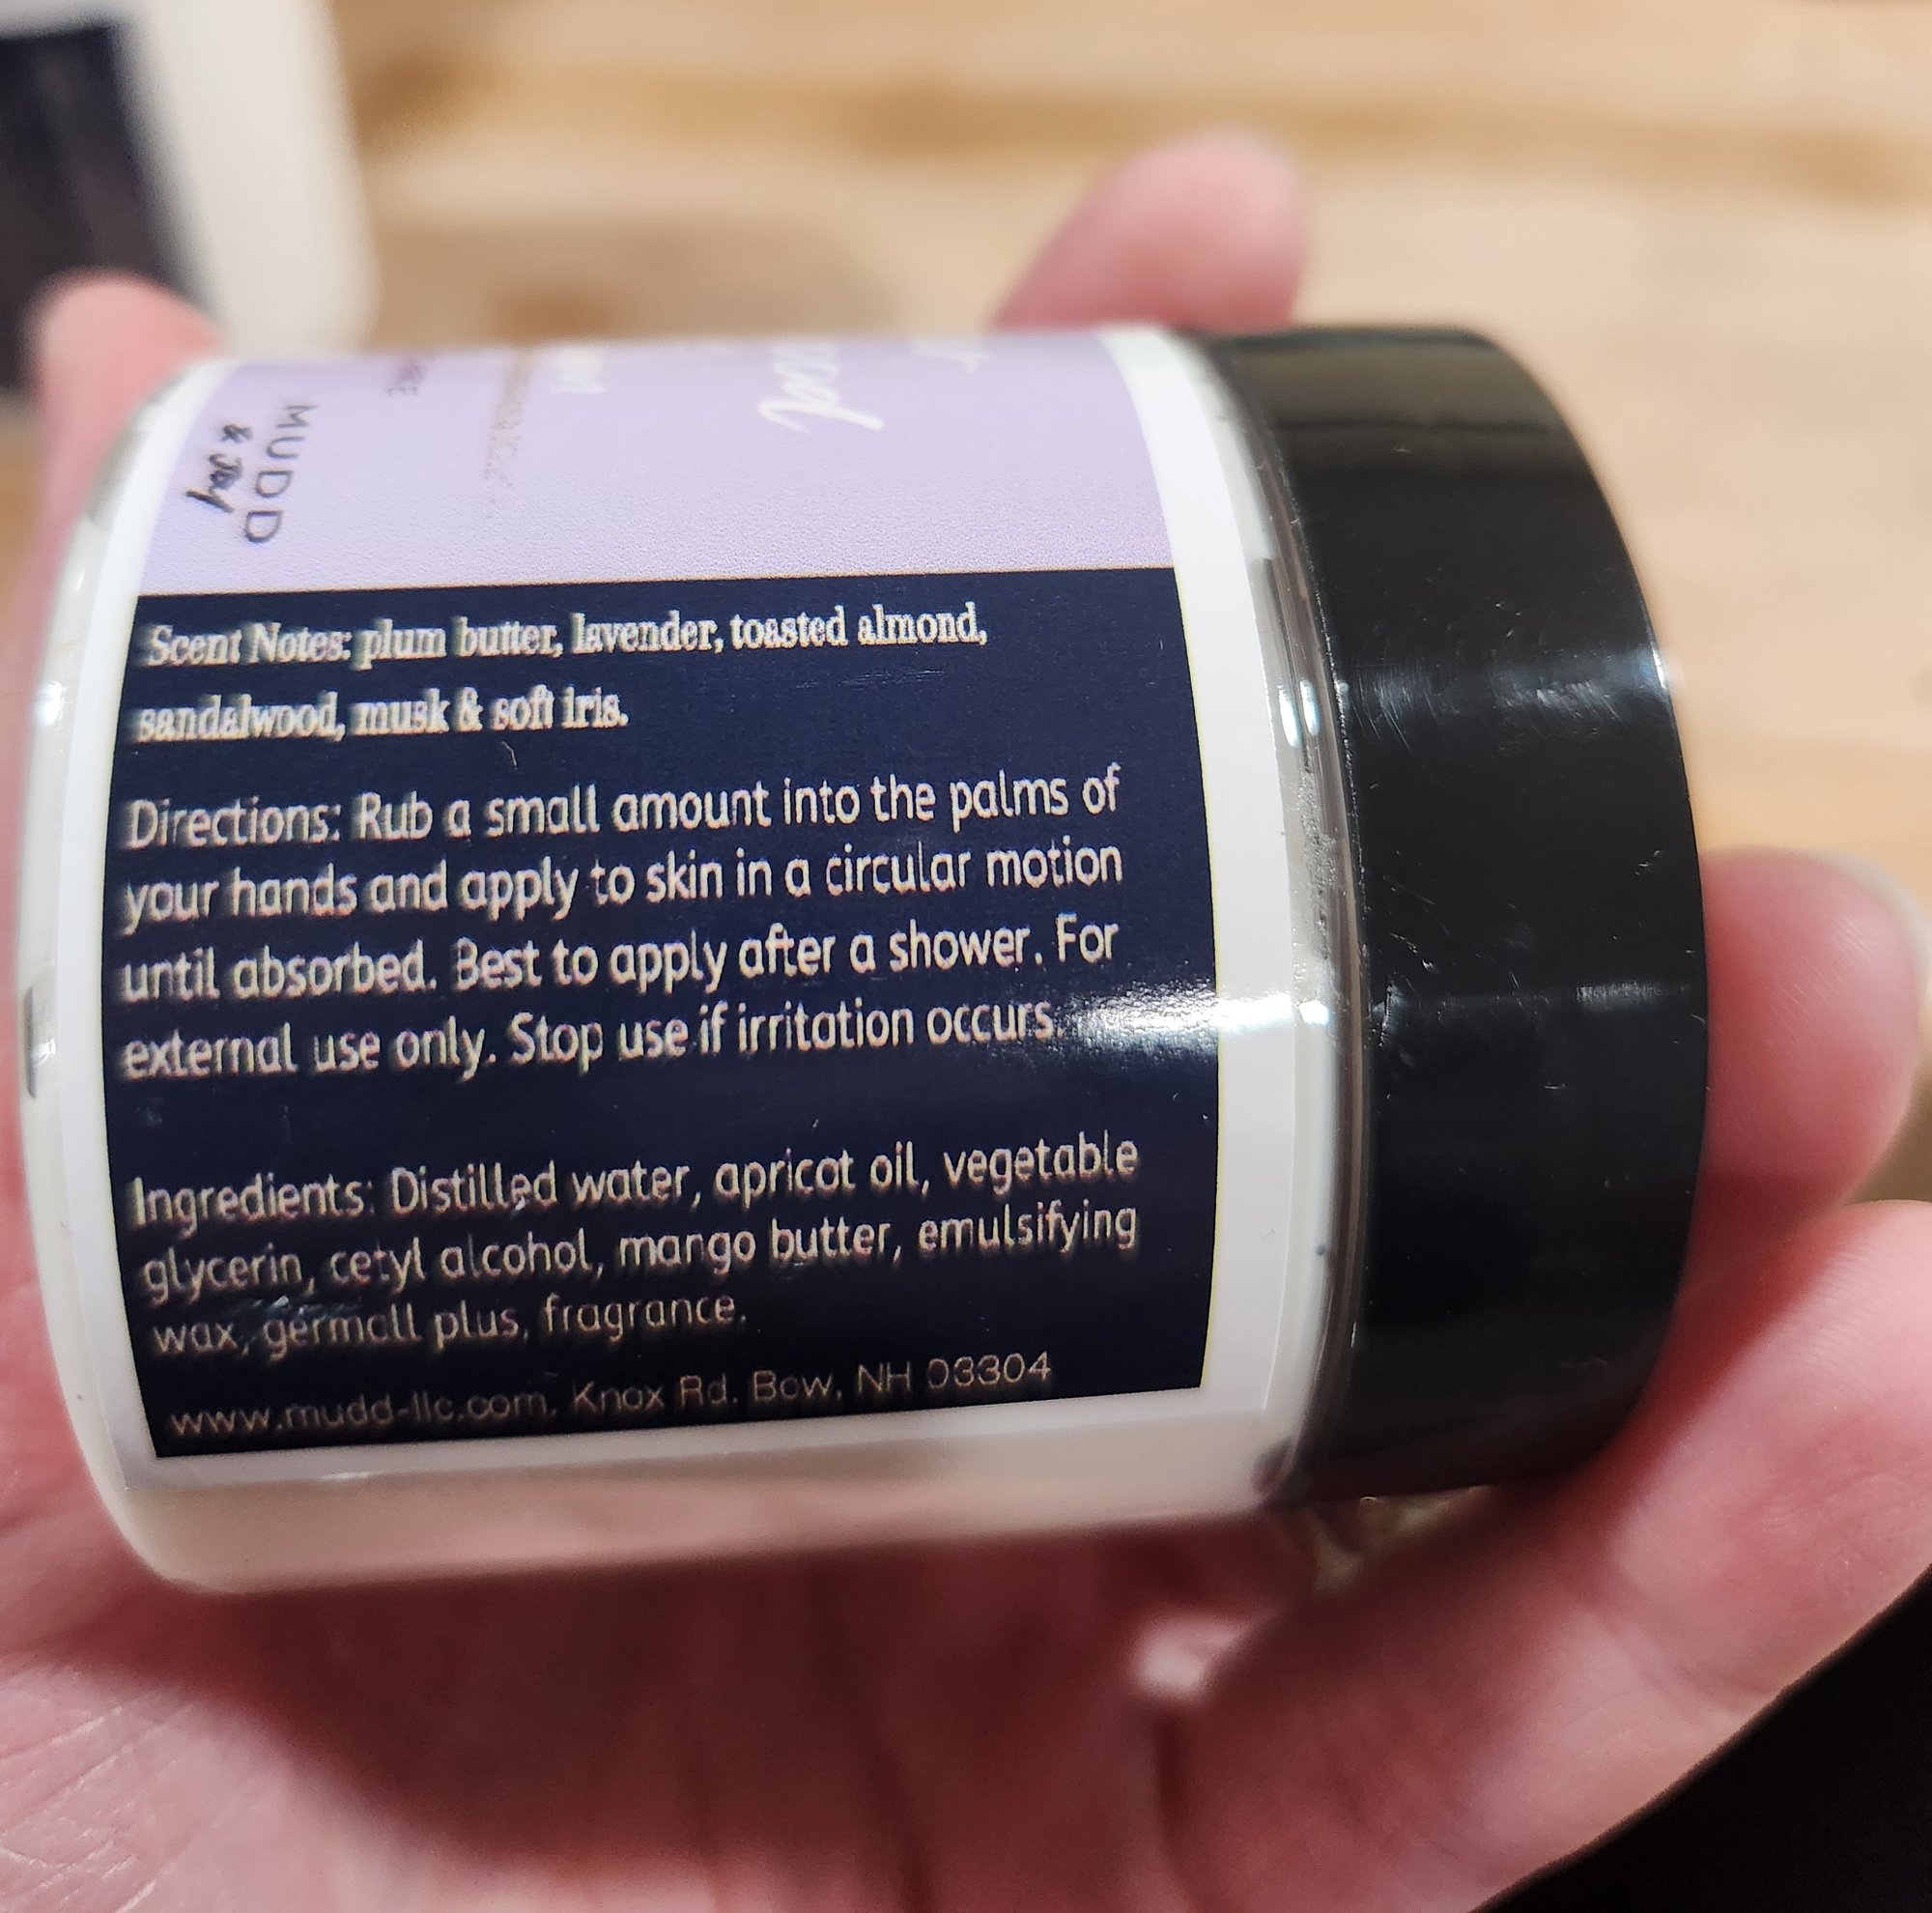 MUDD
& Joy
Scent Notes: plum butter, lavender, toasted almond,
sandalwood, musk & soft iris.
Directions: Rub a small amount into the palms of
your hands and apply to skin in a circular motion
until absorbed. Best to apply after a shower. For
external use only. Stop use if irritation occurs.
Ingredients: Distilled water, apricot oil, vegetable
glycerin, cetyl alcohol, mango butter, emulsifying
wax, germall plus, fragrance.
www.mudd-llc.com, Knox Rd. Bow, NH 03304